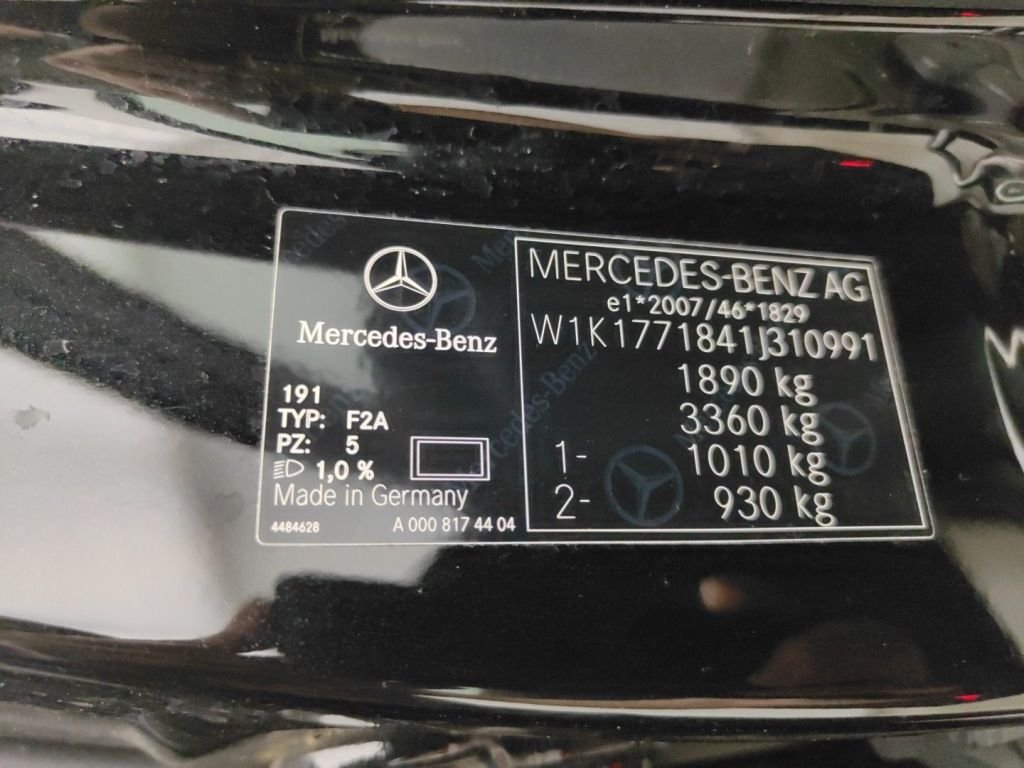 Mercedes-Benz
191
TYP: F2A
PZ: 5
1,0 %
Made in Germany
4484628 A 000 817 44 04
MERCEDES-BENZ AG
e1*2007/46*1829
W1K1771841J310991
1890 kg
3360 kg
1- 1010 kg
2- 930 kg